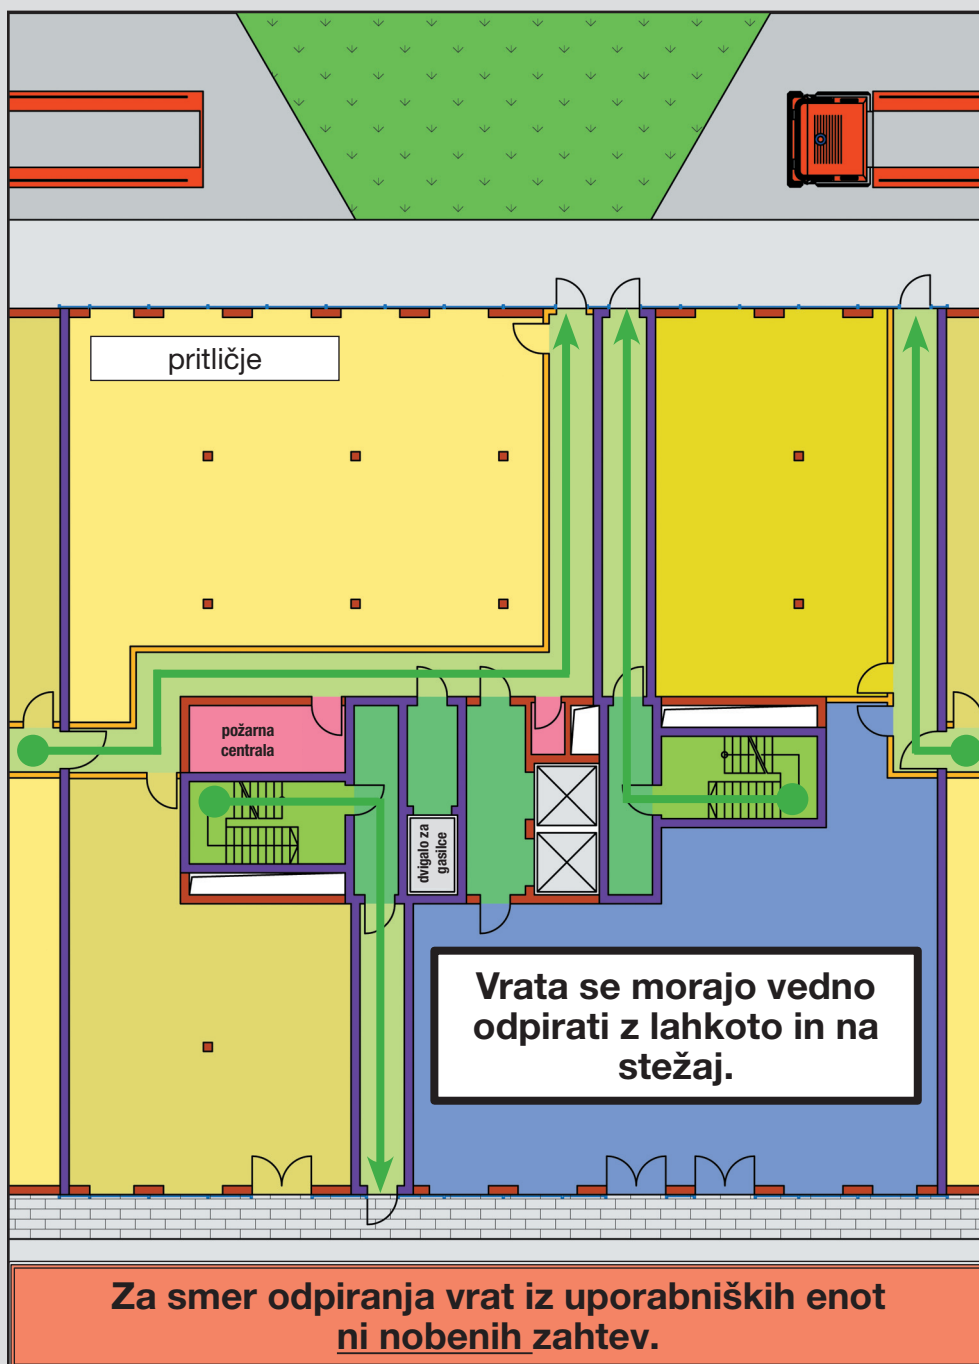 pritličje
požarna
centrala
dvigalo za
gasilce
Vrata se morajo vedno
odpirati z lahkoto in na
stežaj.
Za smer odpiranja vrat iz uporabniških enot
ni nobenih zahtev.